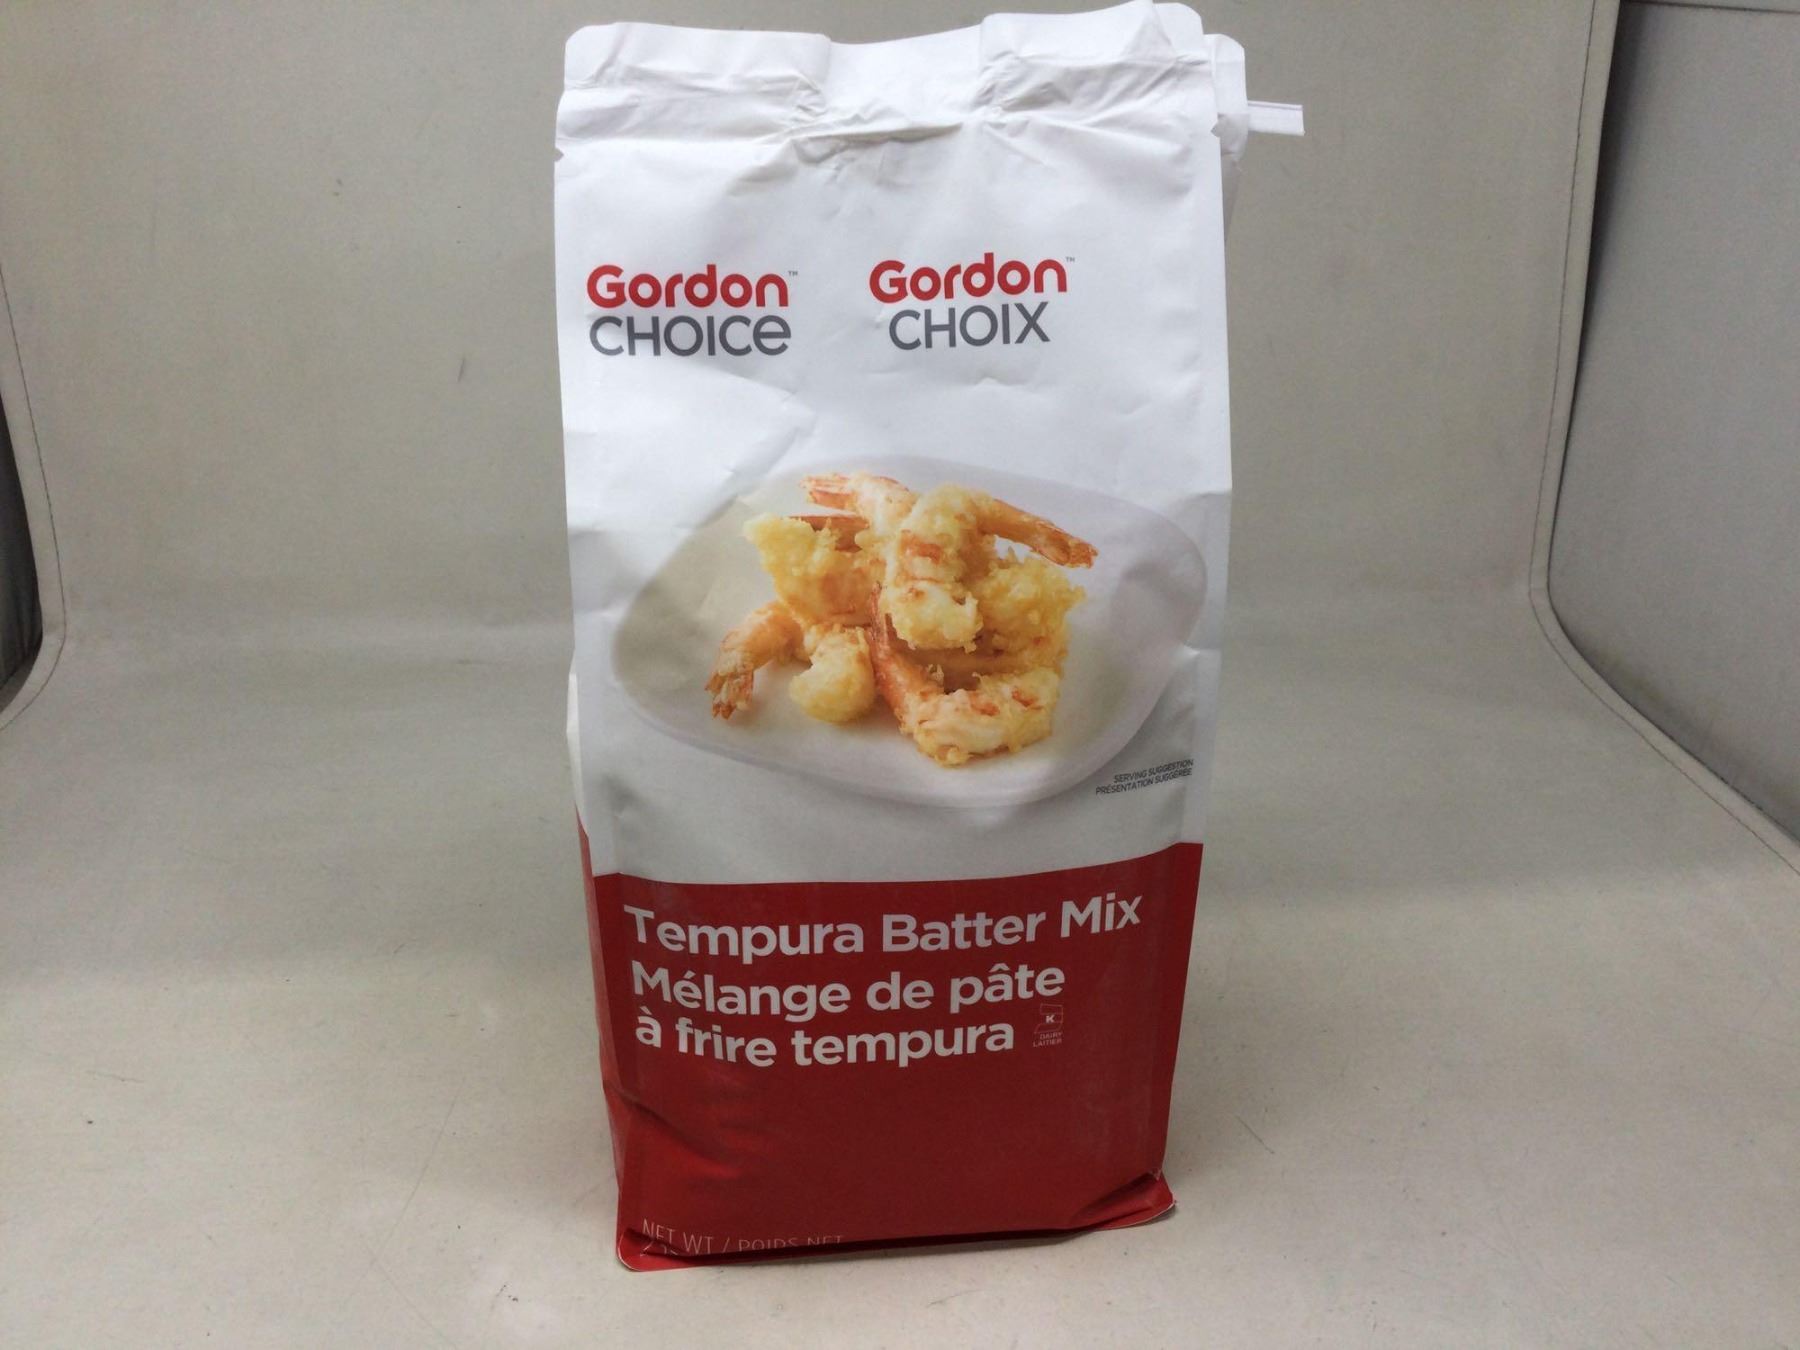 Gordon™
CHOICE
Gordon™
CHOIX
SERVING SUGGESTION
PRÉSENTATION SUGGÉRÉE
Tempura Batter Mix
Mélange de pâte
à frire tempura
K
DAIRY
LAITIER
NET WT / POIDS NET